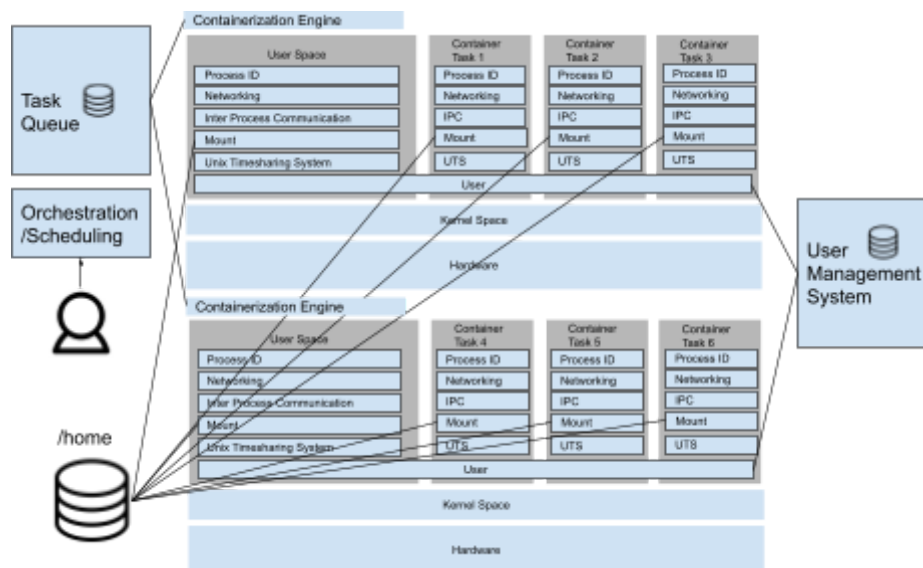 Containerization Engine
Task
Queue
Orchestration
/Scheduling
User Space
Process ID
Networking
Inter Process Communication
Mount
Unix Timesharing System
Container
Task 1
Process ID
Networking
IPC
Mount
UTS
Container
Task 2
Process ID
Networking
IPC
Mount
UTS
Container
Task 3
Process ID
Networking
IPC
Mount
UTS
User
Kernel Space
Hardware
User
Management
System
Containerization Engine
User Space
Process ID
Networking
Inter Process Communication
Mount
Unix Timesharing System
Container
Task 4
Process ID
Networking
IPC
Mount
UTS
Container
Task 5
Process ID
Networking
IPC
Mount
UTS
Container
Task 6
Process ID
Networking
IPC
Mount
UTS
User
/home
Kernel Space
Hardware